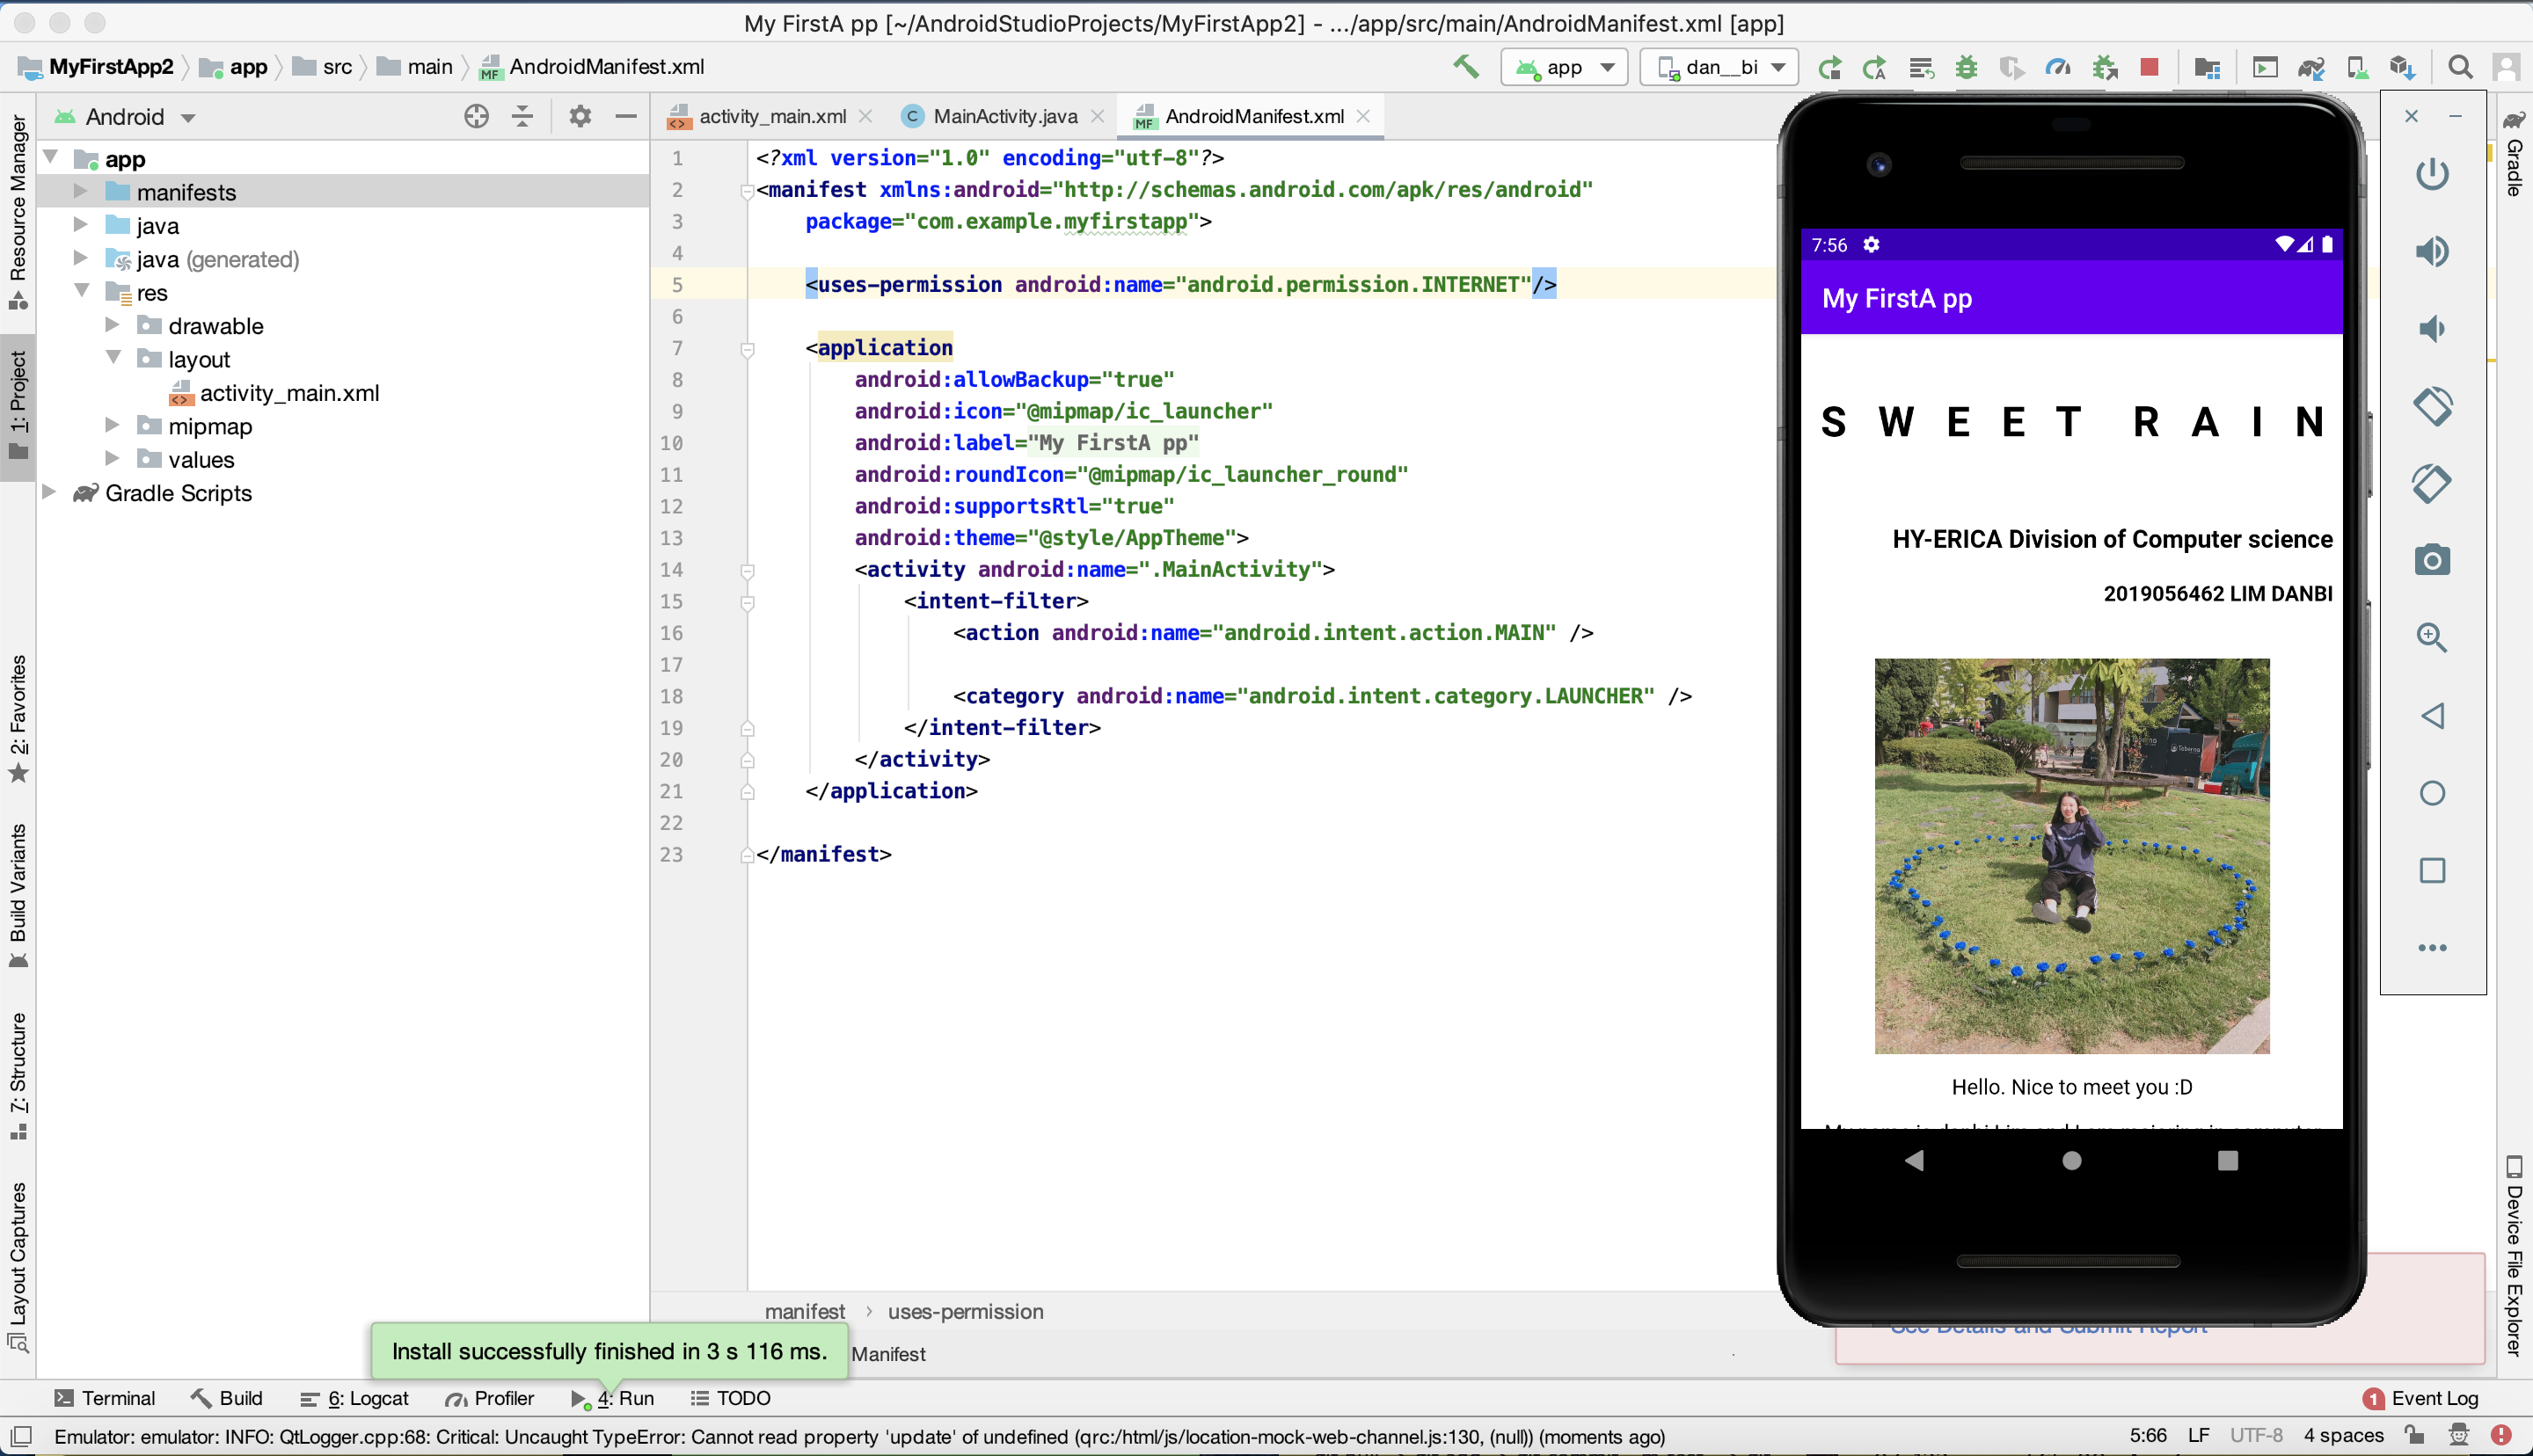 My FirstA pp [~/AndroidStudioProjects/MyFirstApp2] - .../app/src/main/AndroidManifest.xml [app]
MyFirstApp2 app src main AndroidManifest.xml
app dan__bi
Android
activity_main.xml MainActivity.java AndroidManifest.xml
Resource Manager
1: Project
2: Favorites
Build Variants
7: Structure
Layout Captures
app
manifests
java
java (generated)
res
drawable
layout
activity_main.xml
mipmap
values
Gradle Scripts
1 <?xml version="1.0" encoding="utf-8"?>
2 <manifest xmlns:android="http://schemas.android.com/apk/res/android"
3 package="com.example.myfirstapp">
4
5 <uses-permission android:name="android.permission.INTERNET"/>
6
7 <application
8 android:allowBackup="true"
9 android:icon="@mipmap/ic_launcher"
10 android:label="My FirstA pp"
11 android:roundIcon="@mipmap/ic_launcher_round"
12 android:supportsRtl="true"
13 android:theme="@style/AppTheme">
14 <activity android:name=".MainActivity">
15 <intent-filter>
16 <action android:name="android.intent.action.MAIN" />
17
18 <category android:name="android.intent.category.LAUNCHER" />
19 </intent-filter>
20 </activity>
21 </application>
22
23 </manifest>
manifest › uses-permission
Manifest
7:56
My FirstA pp
SWEET RAIN
HY-ERICA Division of Computer science
2019056462 LIM DANBI
Hello. Nice to meet you :D
Gradle
Device File Explorer
See Details and Submit Report
Install successfully finished in 3 s 116 ms.
Terminal Build 6: Logcat Profiler 4: Run TODO 1 Event Log
Emulator: emulator: INFO: QtLogger.cpp:68: Critical: Uncaught TypeError: Cannot read property 'update' of undefined (qrc:/html/js/location-mock-web-channel.js:130, (null)) (moments ago) 5:66 LF UTF-8 4 spaces